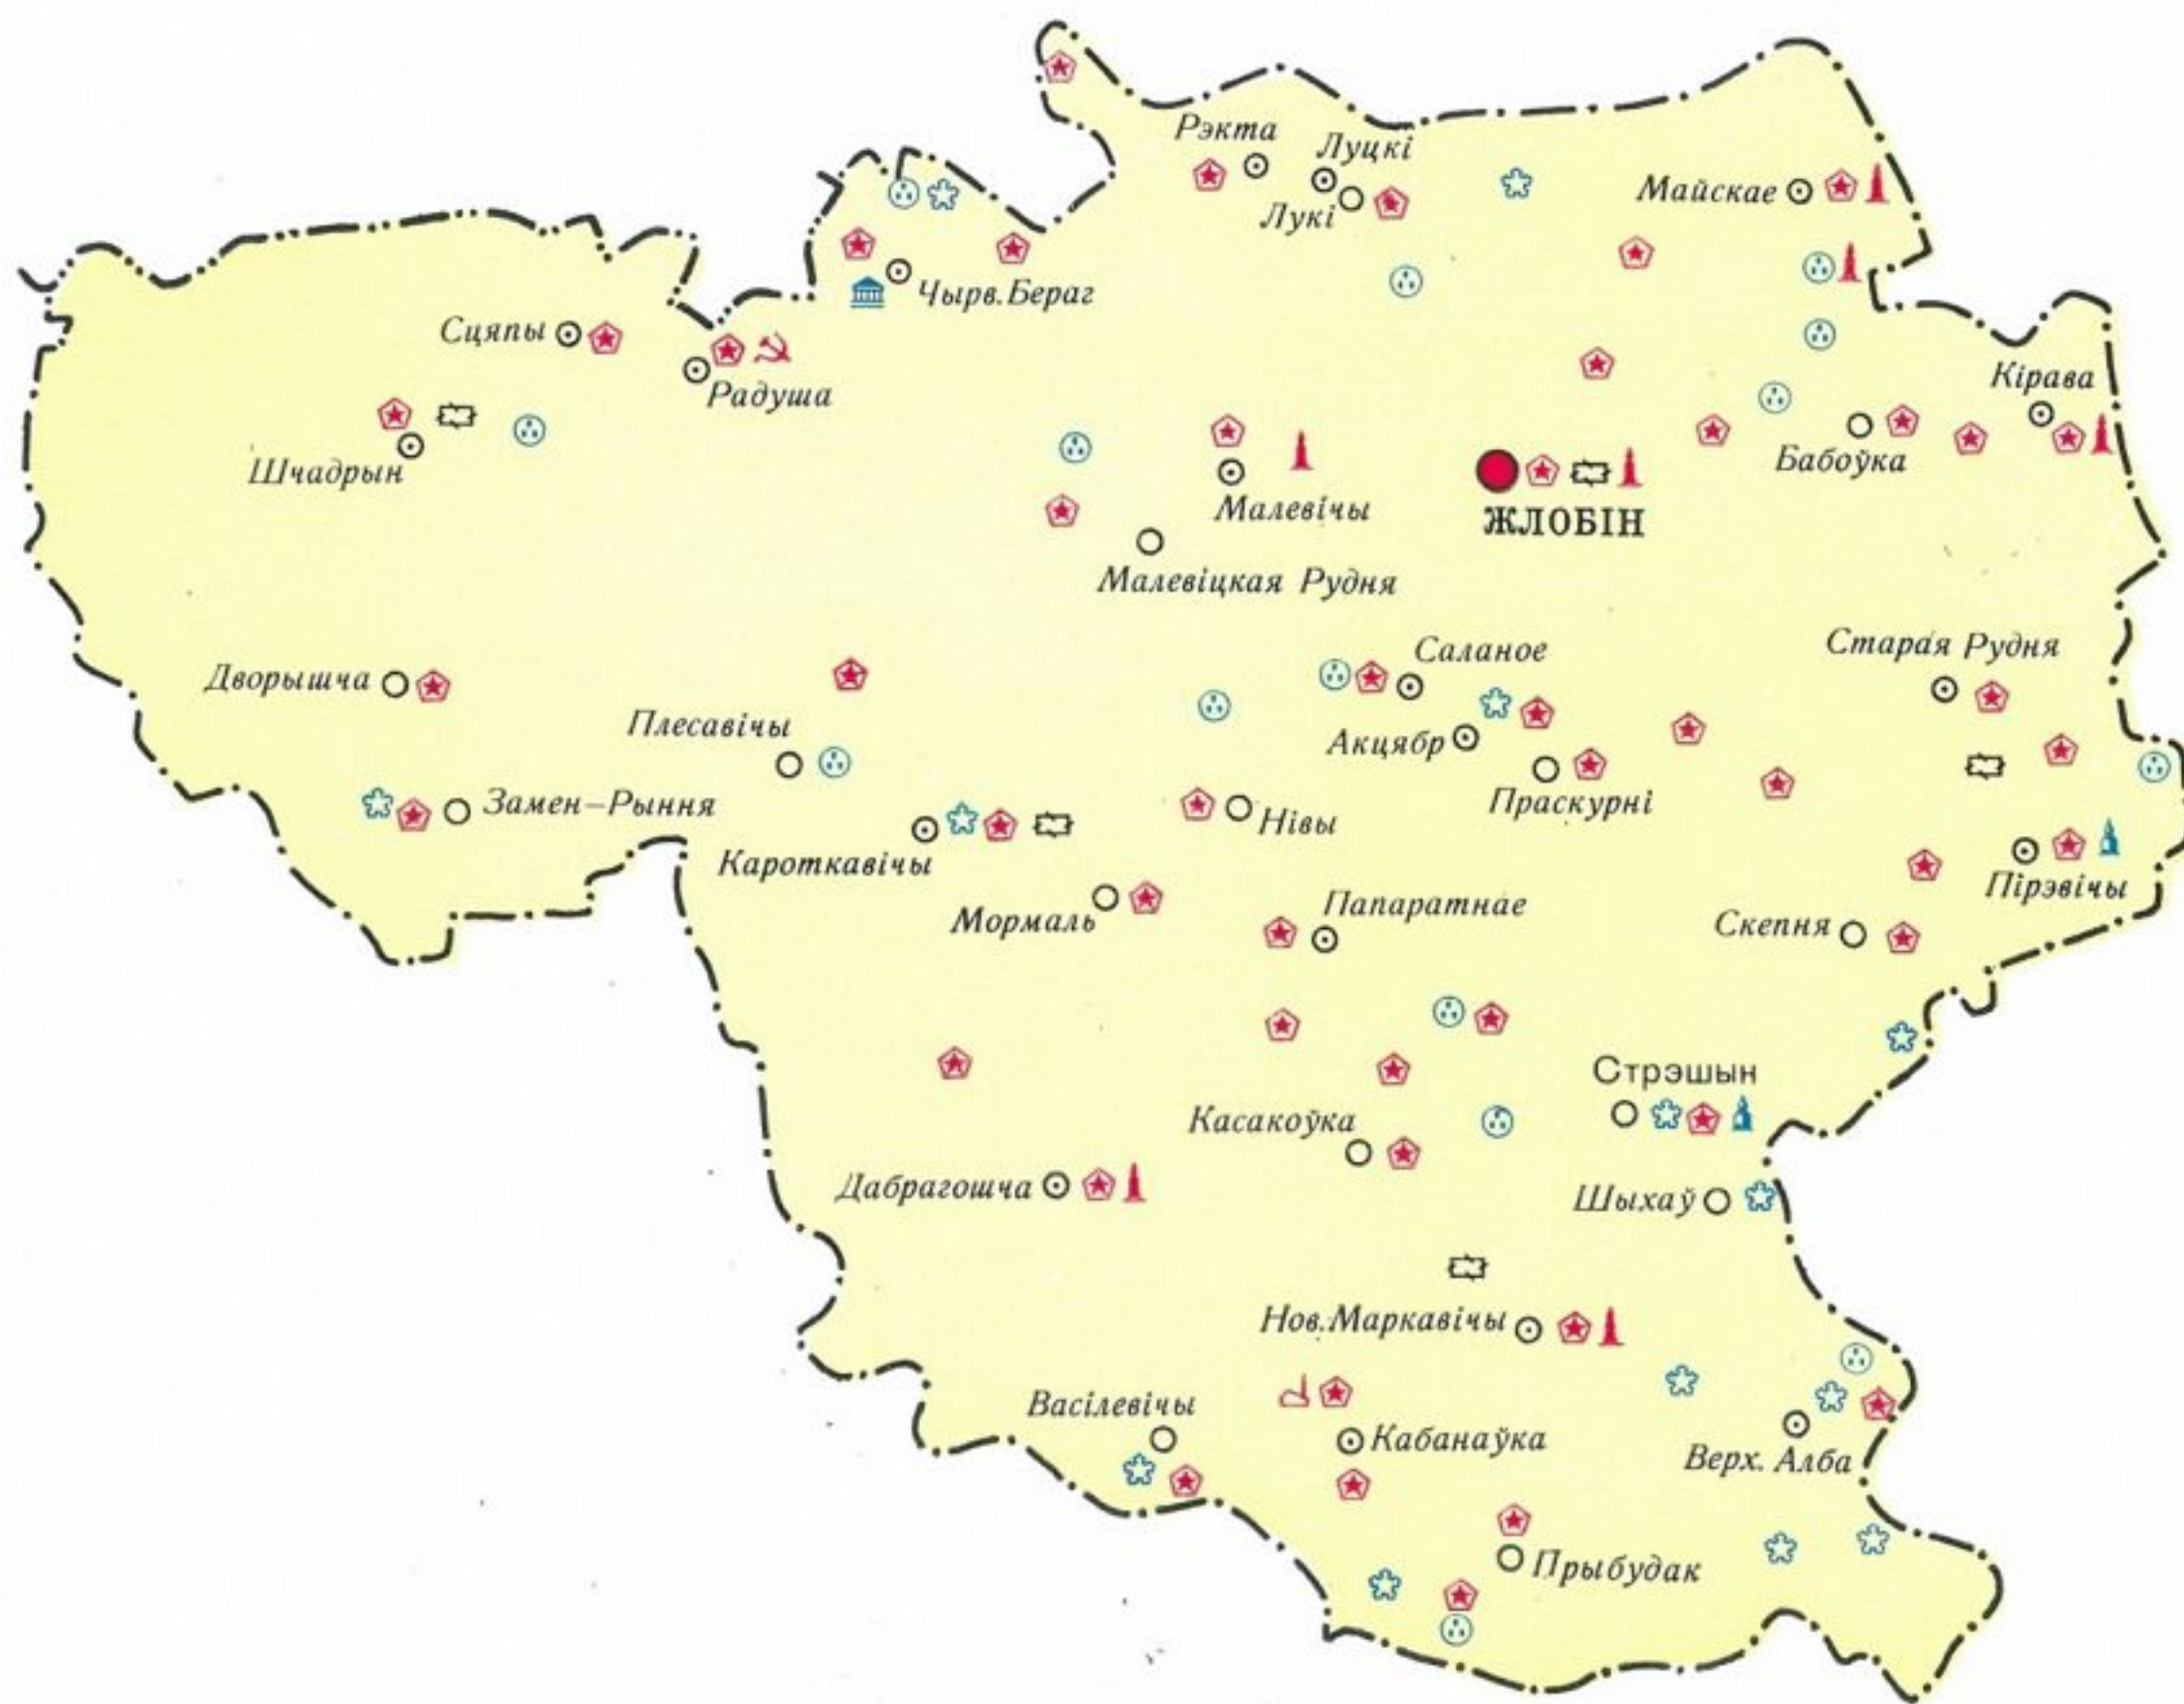 Рэкта
Луцкі
Майскае
Лукі
Чырв.Бераг
Сцяпы
Радуша
Кірава
Шчадрын
Бабоўка
Малевічы
ЖЛОБІН
Малевіцкая Рудня
Саланое
Старая Рудня
Дворышча
Плесавічы
Акцябр
Праскурні
Замен-Рыння
Нівы
Кароткавічы
Пірэвічы
Папаратнае
Мормаль
Скепня
Стрэшын
Касакоўка
Дабрагошча
Шыхаў
Нов.Маркавічы
Васілевічы
Кабанаўка
Верх. Алба
Прыбудак